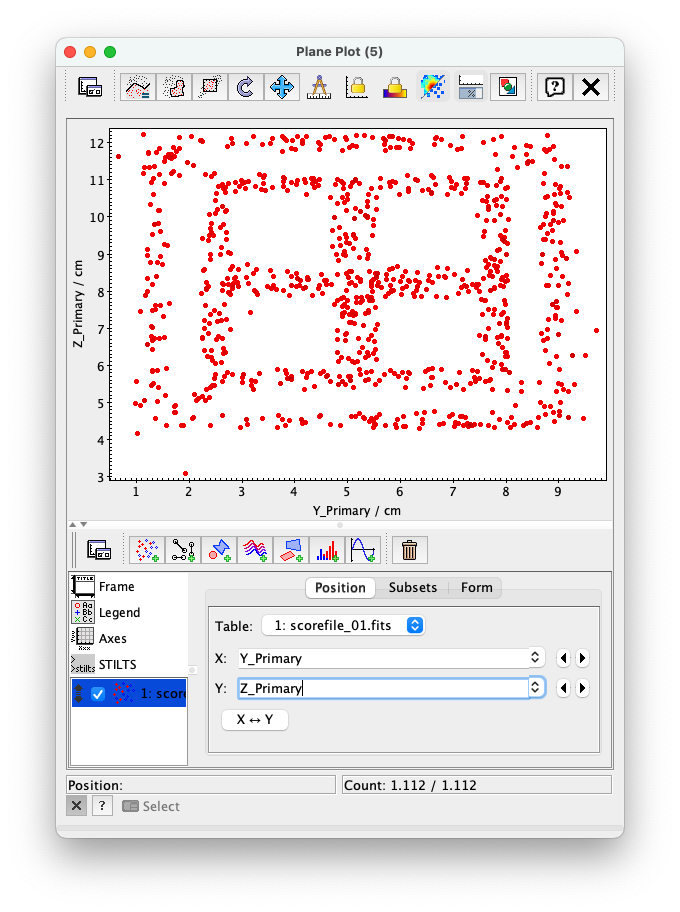 Plane Plot (5)
%
12
11
10
9
8
7
6
5
4
3
Z_Primary / cm
1 2 3 4 5 6 7 8 9
Y_Primary / cm
TITLE
Frame
Aa
Bb
Cc
Legend
Xxx
Axes
>stilts
STILTS
1: score
Position Subsets Form
Table: 1: scorefile_01.fits
X: Y_Primary
Y: Z_Primary
X ↔ Y
Position:
Count: 1.112 / 1.112
? Select